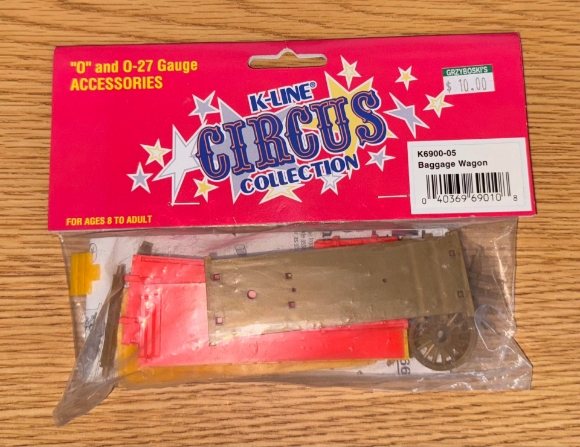 "O" and O-27 Gauge
ACCESSORIES
GRZYBOSKI'S
$ 10.00
K-LINE®
CIRCUS
COLLECTION
K6900-05
Baggage Wagon
0 40369 69010 8
FOR AGES 8 TO ADULT